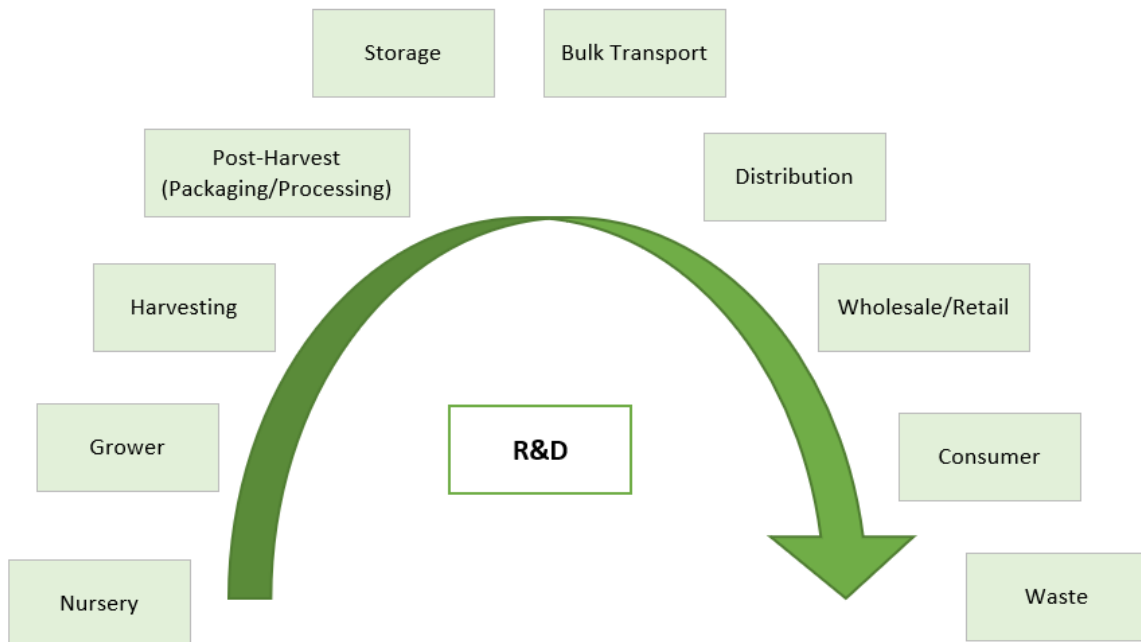 Storage
Bulk Transport
Post-Harvest
(Packaging/Processing)
Distribution
Harvesting
Wholesale/Retail
Grower
R&D
Consumer
Nursery
Waste